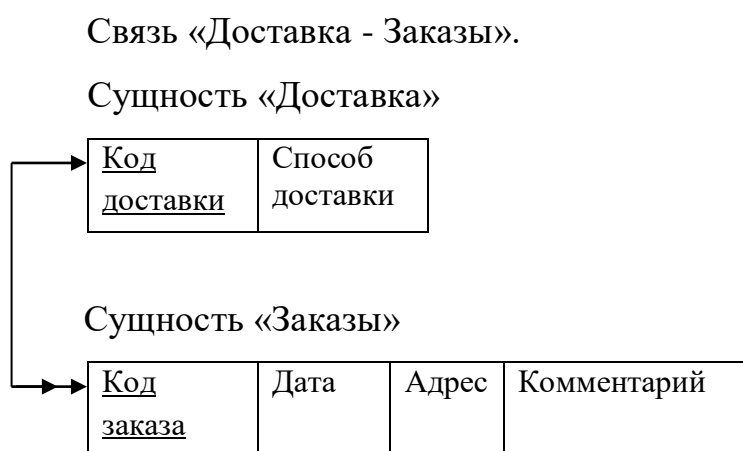 Связь «Доставка - Заказы».
Сущность «Доставка»
Код Способ
доставки доставки
Сущность «Заказы»
Код Дата Адрес Комментарий
заказа